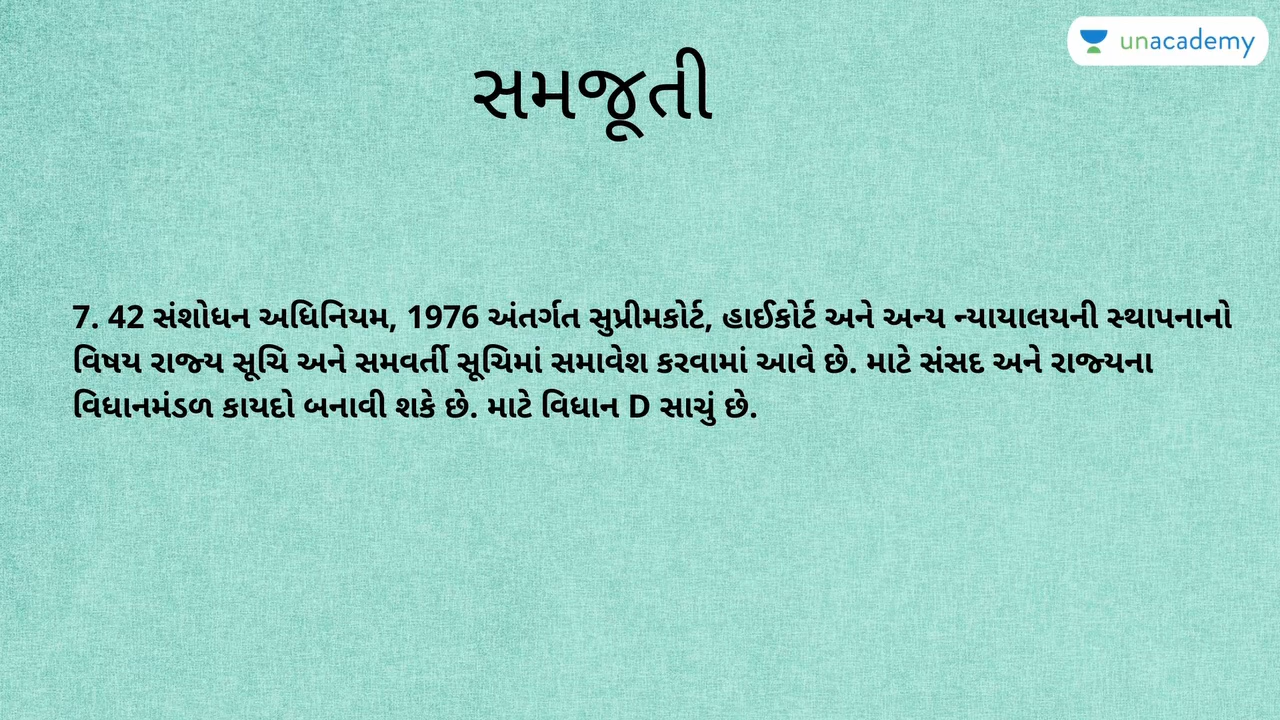 unacademy
સમજૂતી
7. 42 સંશોધન અધિનિયમ, 1976 અંતર્ગત સુપ્રીમકોર્ટ, હાઈકોર્ટ અને અન્ય ન્યાયાલયની સ્થાપનાનો
વિષય રાજ્ય સૂચિ અને સમવર્તી સૂચિમાં સમાવેશ કરવામાં આવે છે. માટે સંસદ અને રાજ્યના
વિધાનમંડળ કાયદો બનાવી શકે છે. માટે વિધાન D સાચું છે.